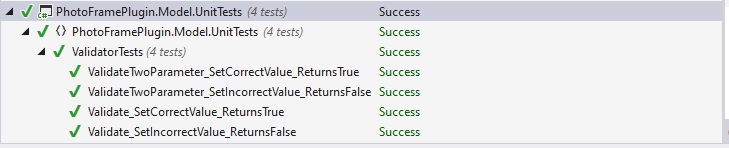 PhotoFramePlugin.Model.UnitTests (4 tests) Success
PhotoFramePlugin.Model.UnitTests (4 tests) Success
ValidatorTests (4 tests) Success
ValidateTwoParameter_SetCorrectValue_ReturnsTrue Success
ValidateTwoParameter_SetIncorrectValue_ReturnsFalse Success
Validate_SetCorrectValue_ReturnsTrue Success
Validate_SetIncorrectValue_ReturnsFalse Success